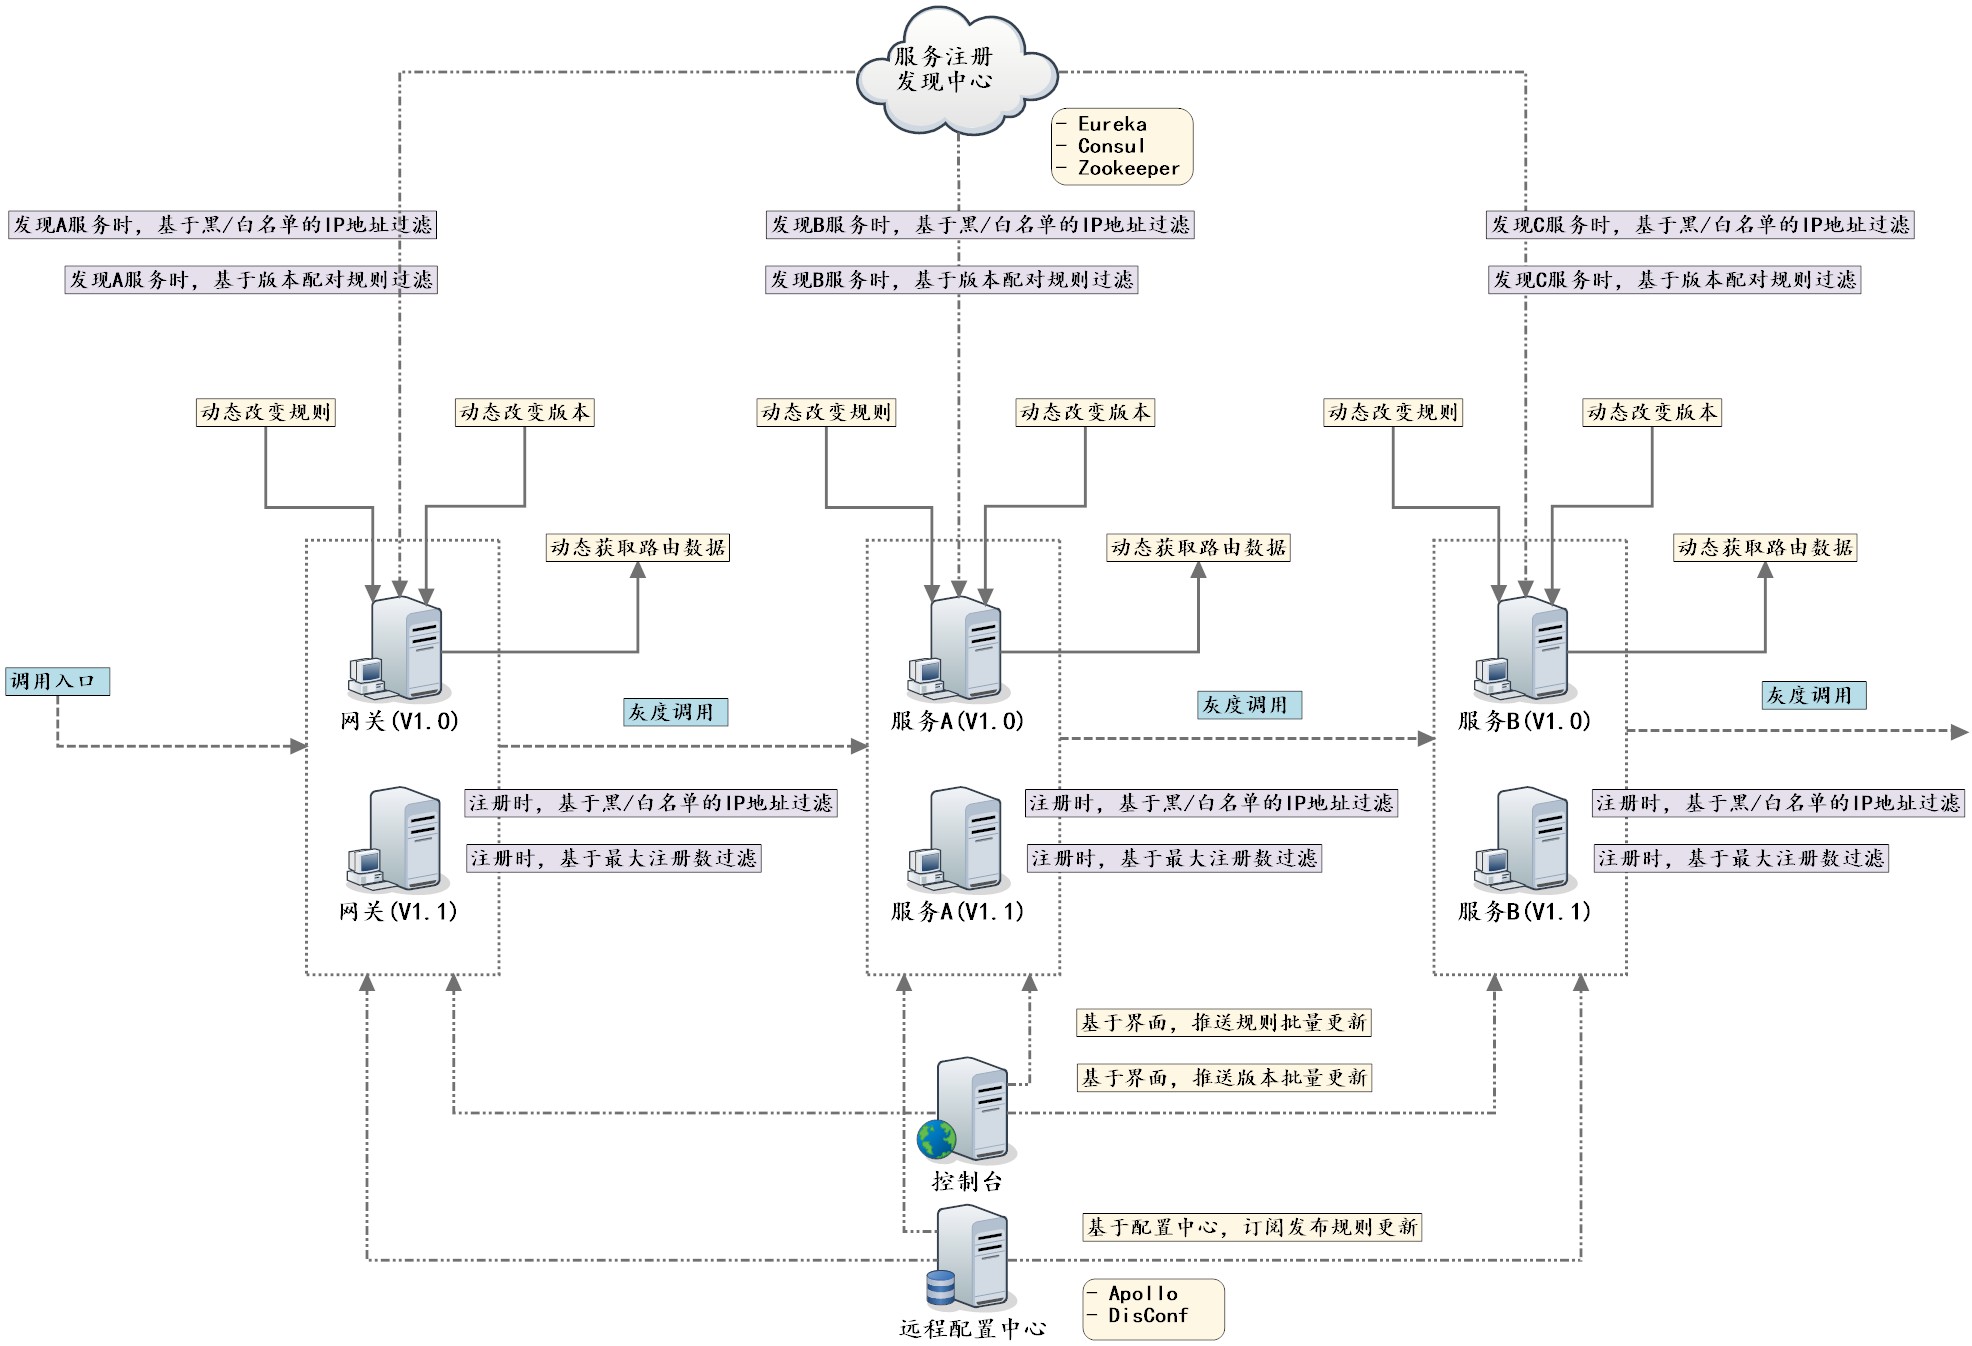 服务注册
发现中心
- Eureka
- Consul
- Zookeeper
发现A服务时，基于黑/白名单的IP地址过滤
发现B服务时，基于黑/白名单的IP地址过滤
发现C服务时，基于黑/白名单的IP地址过滤
发现A服务时，基于版本配对规则过滤
发现B服务时，基于版本配对规则过滤
发现C服务时，基于版本配对规则过滤
动态改变规则
动态改变版本
动态改变规则
动态改变版本
动态改变规则
动态改变版本
动态获取路由数据
动态获取路由数据
动态获取路由数据
调用入口
网关(V1.0)
灰度调用
服务A(V1.0)
灰度调用
服务B(V1.0)
灰度调用
注册时，基于黑/白名单的IP地址过滤
注册时，基于黑/白名单的IP地址过滤
注册时，基于黑/白名单的IP地址过滤
注册时，基于最大注册数过滤
注册时，基于最大注册数过滤
注册时，基于最大注册数过滤
网关(V1.1)
服务A(V1.1)
服务B(V1.1)
基于界面，推送规则批量更新
基于界面，推送版本批量更新
控制台
基于配置中心，订阅发布规则更新
- Apollo
- DisConf
远程配置中心